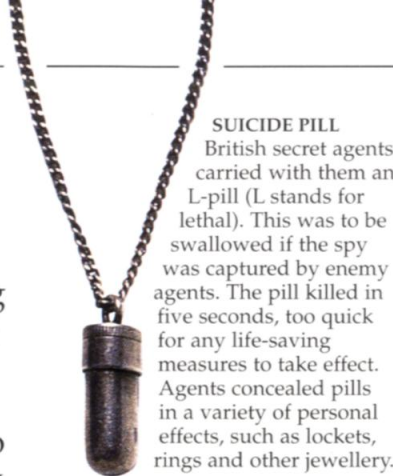 SUICIDE PILL
British secret agents
carried with them an
L-pill (L stands for
lethal). This was to be
swallowed if the spy
was captured by enemy
agents. The pill killed in
five seconds, too quick
for any life-saving
measures to take effect.
Agents concealed pills
in a variety of personal
effects, such as lockets,
rings and other jewellery.